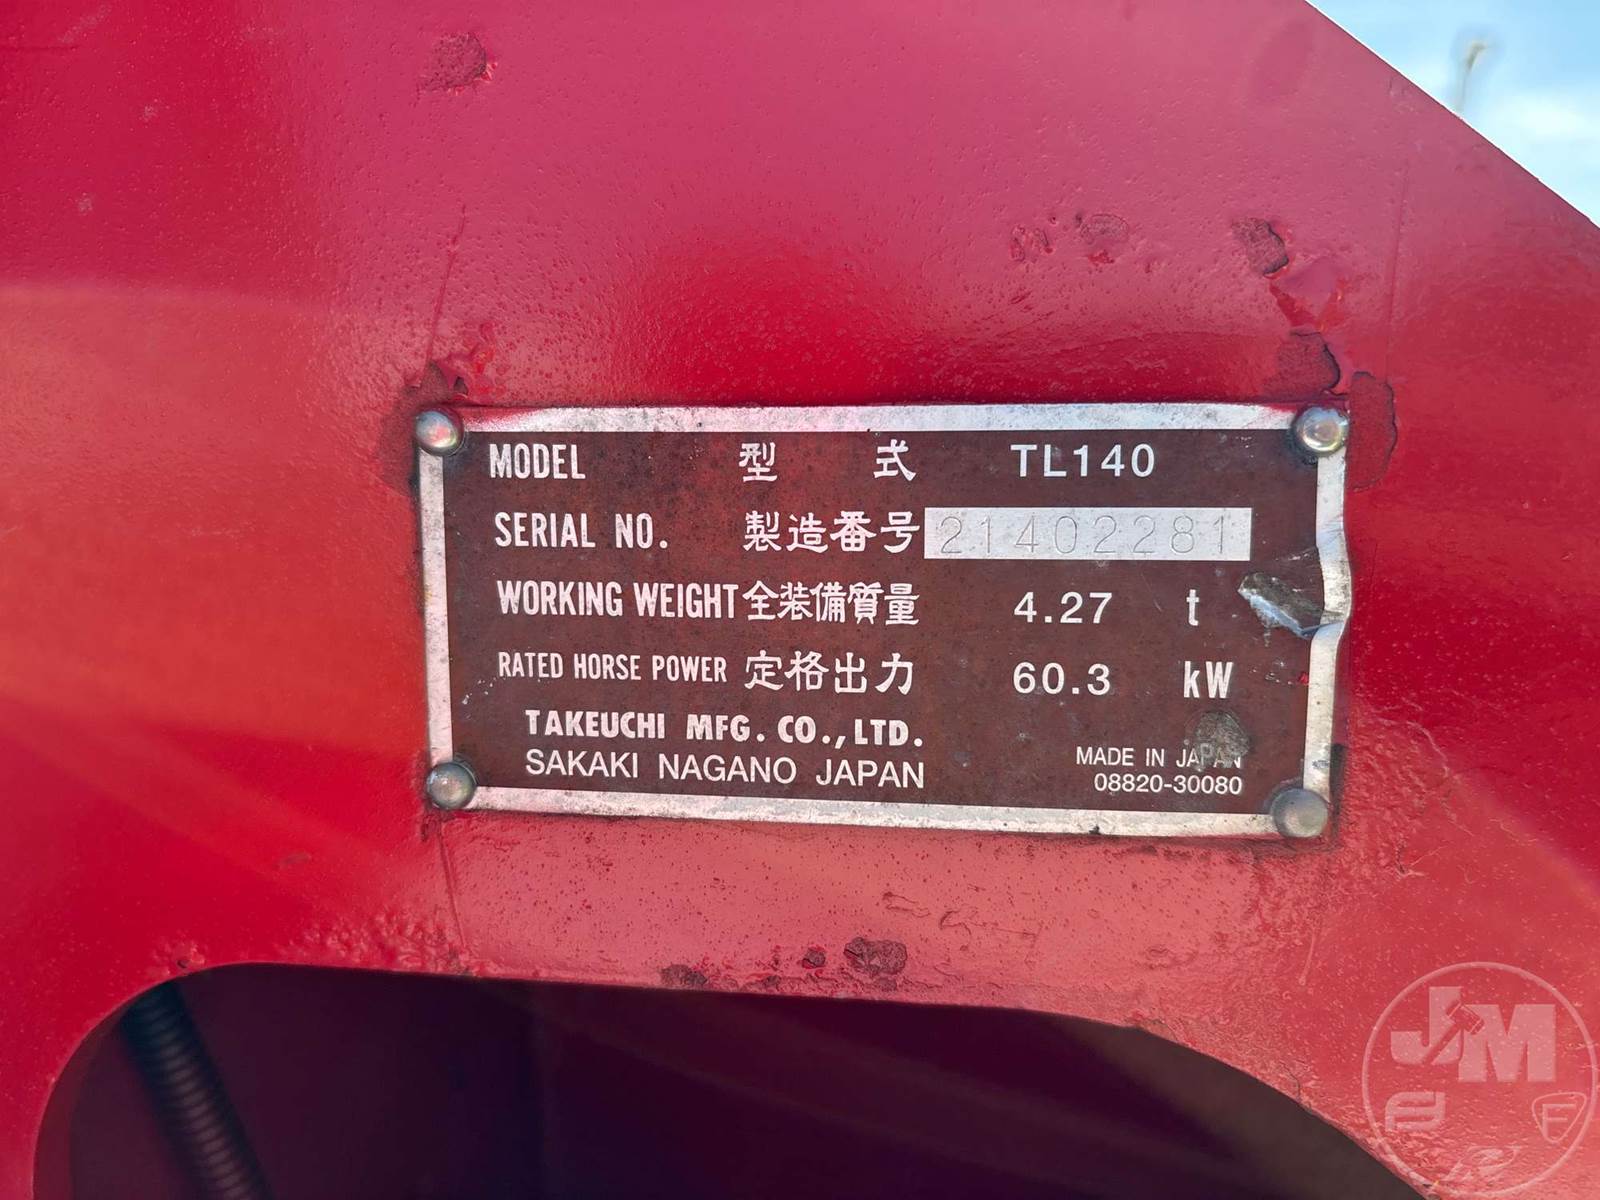 MODEL 型 式 TL140
SERIAL NO. 製造番号 21402281
WORKING WEIGHT 全装備質量 4.27 t
RATED HORSE POWER 定格出力 60.3 kW
TAKEUCHI MFG. CO., LTD.
SAKAKI NAGANO JAPAN
MADE IN JAPAN
08820-30080
JM